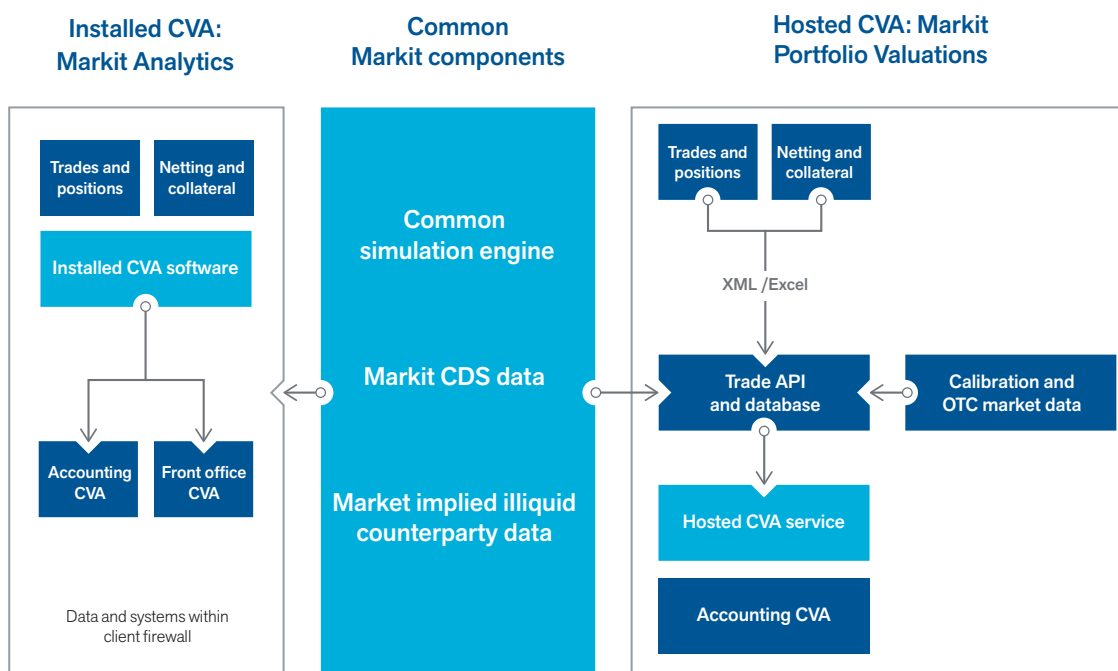 Installed CVA:
Markit Analytics
Common
Markit components
Hosted CVA: Markit
Portfolio Valuations
Trades and
positions
Netting and
collateral
Installed CVA software
Accounting
CVA
Front office
CVA
Data and systems within
client firewall
Common
simulation engine
Markit CDS data
Market implied illiquid
counterparty data
Trades and
positions
Netting and
collateral
XML /Excel
Trade API
and database
Calibration and
OTC market data
Hosted CVA service
Accounting CVA